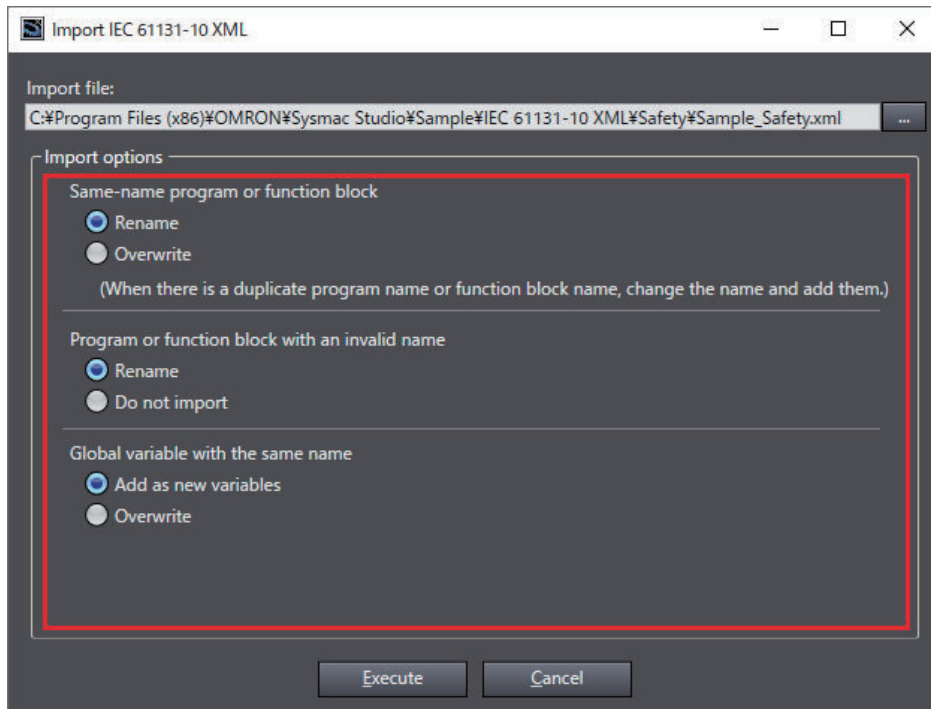 Import IEC 61131-10 XML
Import file:
C:¥Program Files (x86)¥OMRON¥Sysmac Studio¥Sample¥IEC 61131-10 XML¥Safety¥Sample_Safety.xml
...
Import options
Same-name program or function block
Rename
Overwrite
(When there is a duplicate program name or function block name, change the name and add them.)
Program or function block with an invalid name
Rename
Do not import
Global variable with the same name
Add as new variables
Overwrite
Execute Cancel